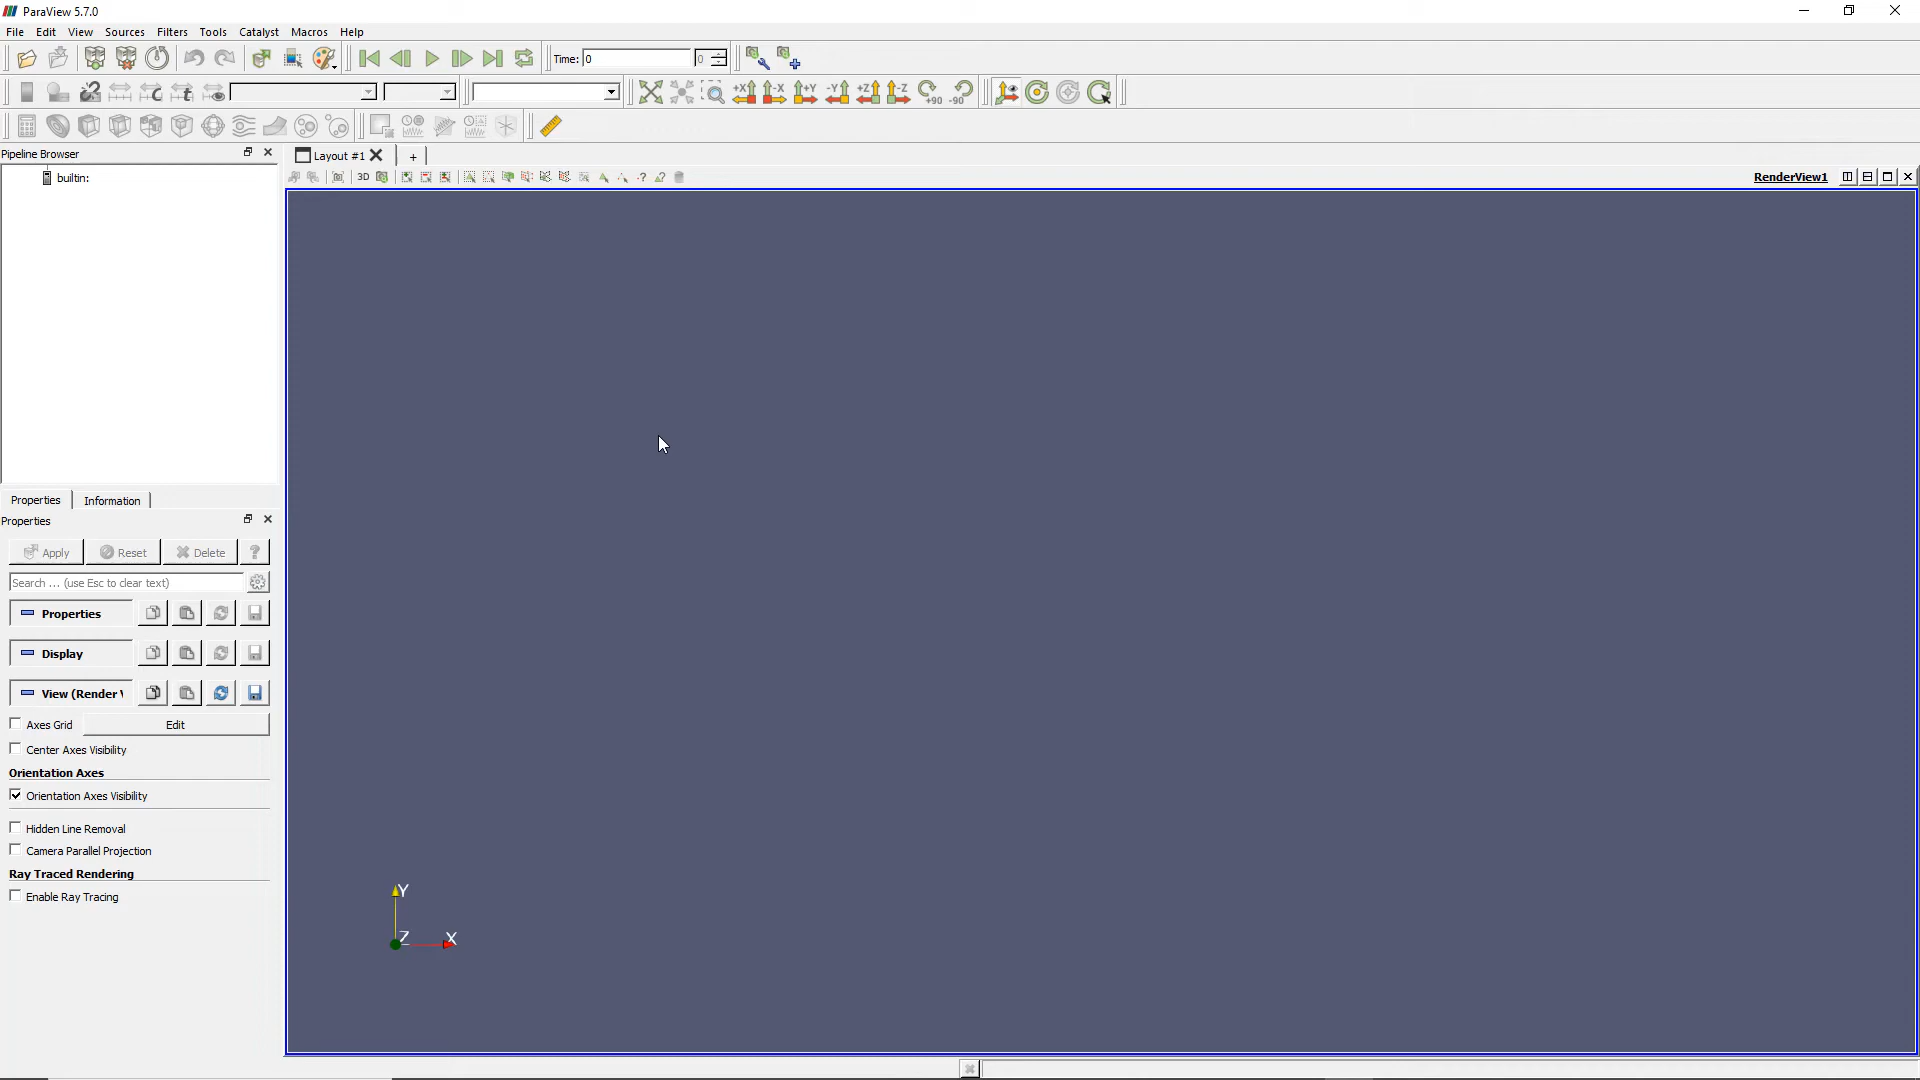 ParaView 5.7.0
File Edit View Sources Filters Tools Catalyst Macros Help
Time: 0 0
+X -X +Y -Y +Z -Z +90 -90
Pipeline Browser
Layout #1 +
builtin:
3D
RenderView1
Properties Information
Properties
Apply Reset Delete ?
Search ... (use Esc to clear text)
Properties
Display
View (Render
Axes Grid Edit
Center Axes Visibility
Orientation Axes
Orientation Axes Visibility
Hidden Line Removal
Camera Parallel Projection
Ray Traced Rendering
Enable Ray Tracing
Y
Z X